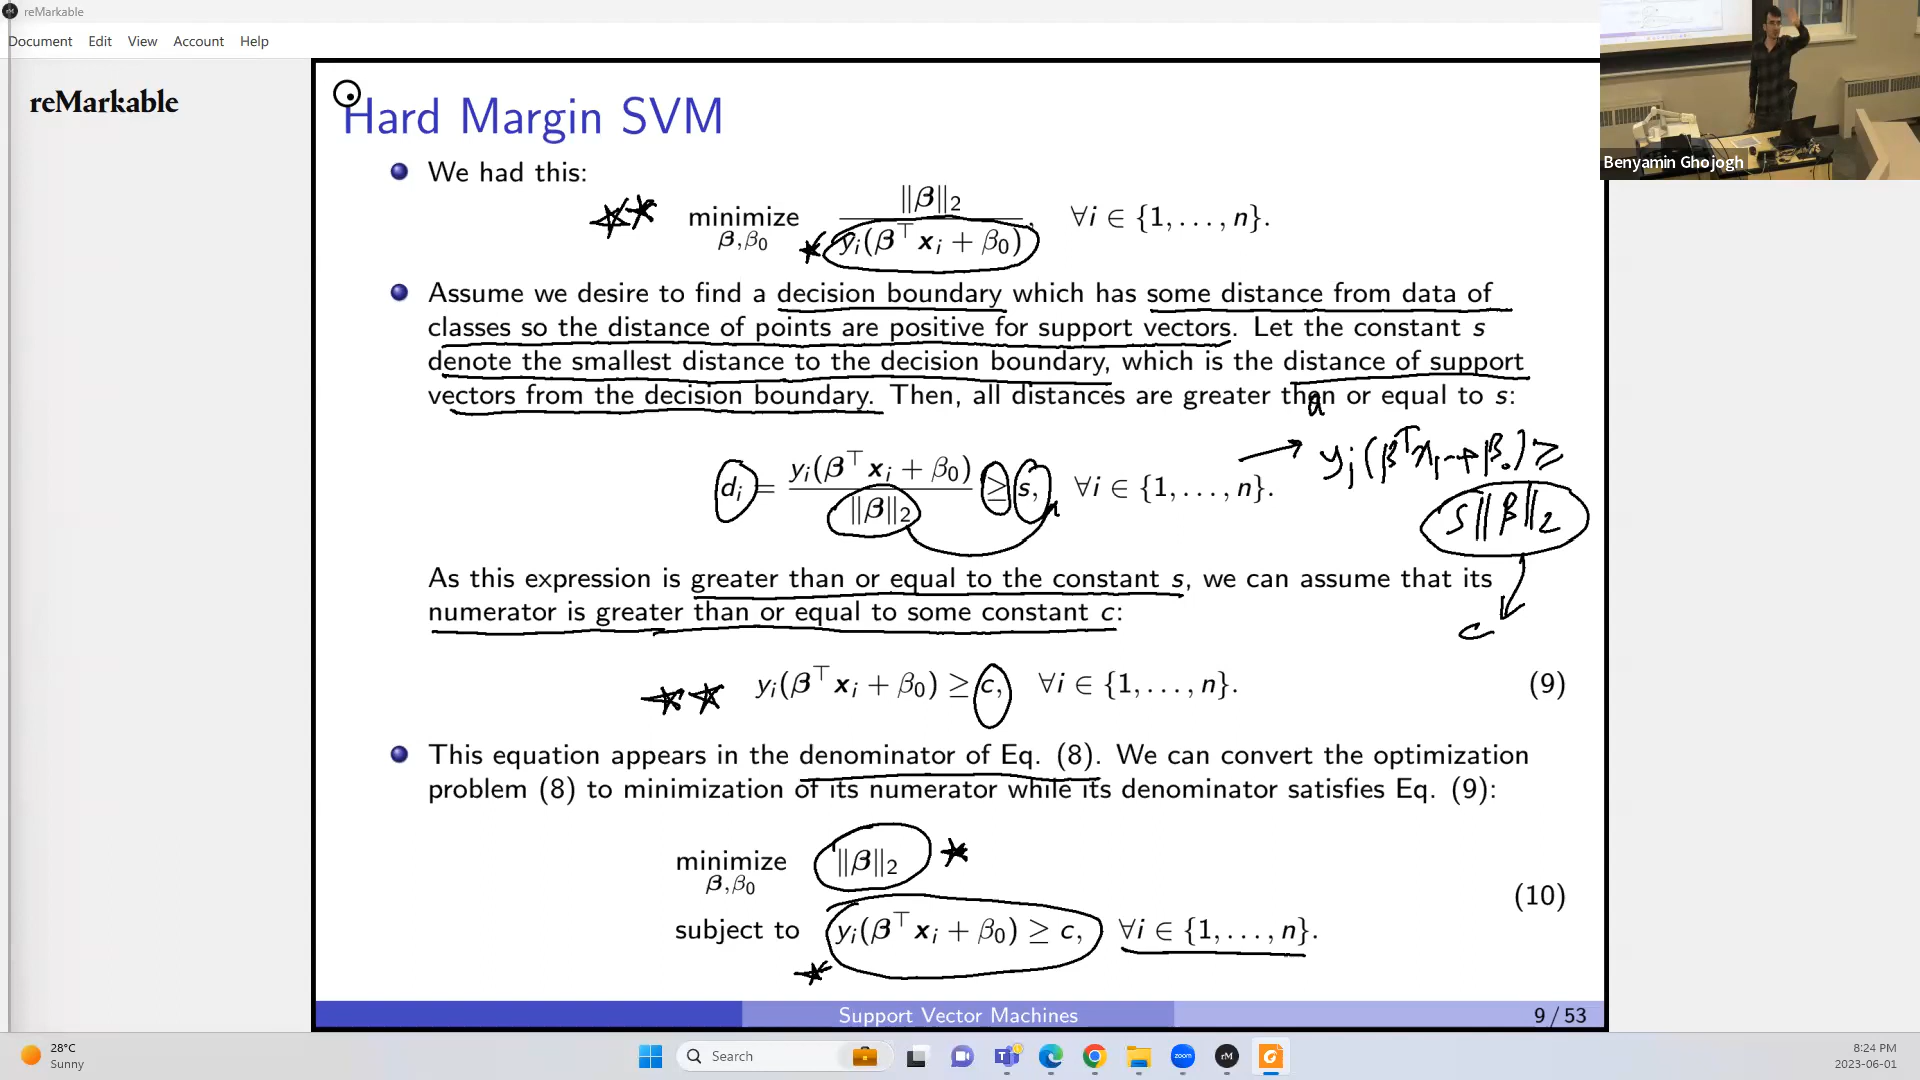 reMarkable
Document Edit View Account Help
reMarkable
Benyamin Ghojogh
Hard Margin SVM
We had this:
minimize β,β₀ ‖β‖₂ / yᵢ(β⊤xᵢ + β₀), ∀i ∈ {1, . . . , n}.
Assume we desire to find a decision boundary which has some distance from data of
classes so the distance of points are positive for support vectors. Let the constant s
denote the smallest distance to the decision boundary, which is the distance of support
vectors from the decision boundary. Then, all distances are greater than or equal to s:
dᵢ = yᵢ(β⊤xᵢ + β₀) / ‖β‖₂ ≥ s, ∀i ∈ {1, . . . , n}.
→ yᵢ(β⊤xᵢ + β₀) ≥
s‖β‖₂
As this expression is greater than or equal to the constant s, we can assume that its
numerator is greater than or equal to some constant c:
c
yᵢ(β⊤xᵢ + β₀) ≥ c, ∀i ∈ {1, . . . , n}. (9)
This equation appears in the denominator of Eq. (8). We can convert the optimization
problem (8) to minimization of its numerator while its denominator satisfies Eq. (9):
minimize β,β₀ ‖β‖₂
(10)
subject to yᵢ(β⊤xᵢ + β₀) ≥ c, ∀i ∈ {1, . . . , n}.
Support Vector Machines 9 / 53
28°C
Sunny
Search
zoom
rM
8:24 PM
2023-06-01